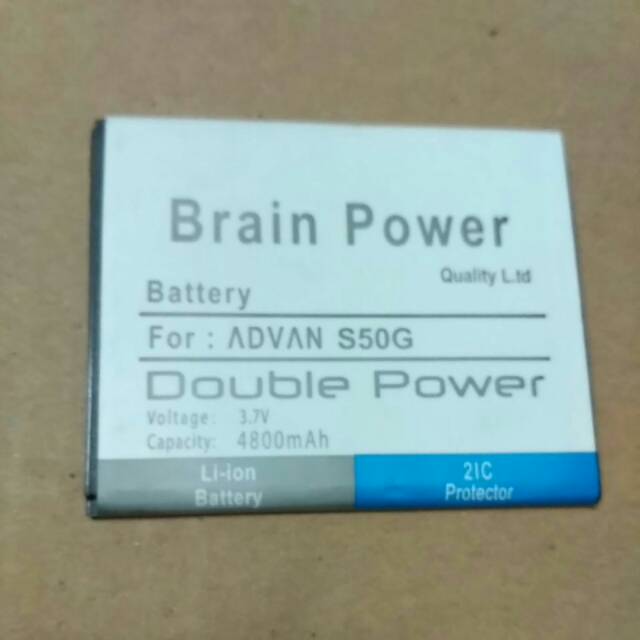 Brain Power
Quality L.td
Battery
For : ADVAN S50G
Double Power
Voltage: 3.7V
Capacity: 4800mAh
Li-ion
Battery
2IC
Protector